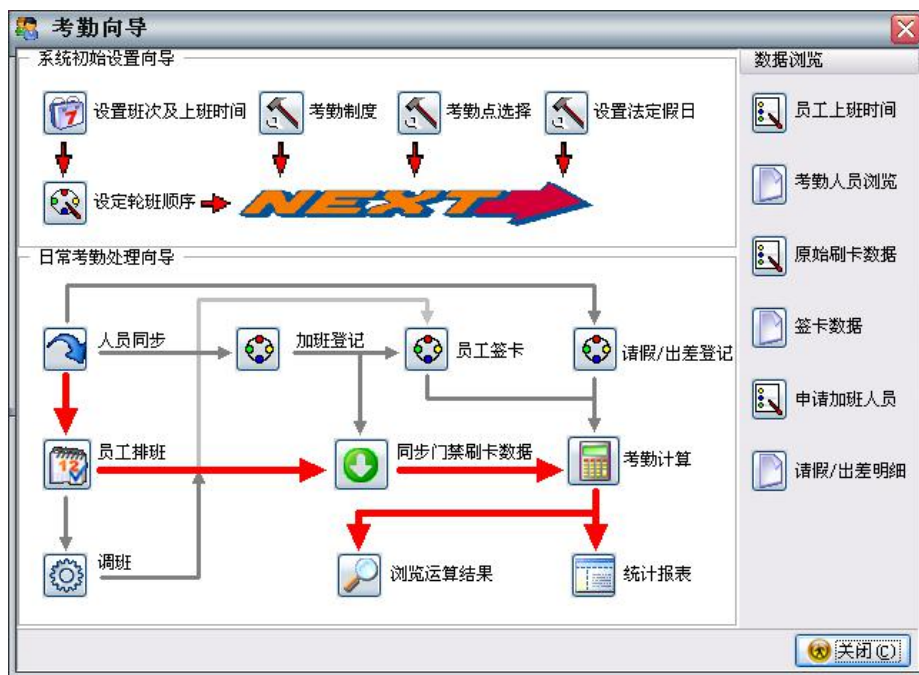 考勤向导
系统初始设置向导
设置班次及上班时间
考勤制度
考勤点选择
设置法定假日
设定轮班顺序
NEXT
日常考勤处理向导
人员同步
加班登记
员工签卡
请假/出差登记
员工排班
同步门禁刷卡数据
考勤计算
调班
浏览运算结果
统计报表
数据浏览
员工上班时间
考勤人员浏览
原始刷卡数据
签卡数据
申请加班人员
请假/出差明细
关闭(C)
7
12